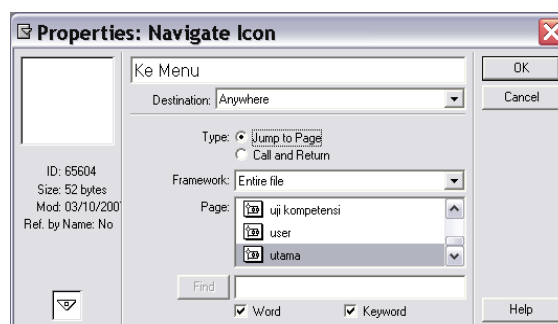 Properties: Navigate Icon
Ke Menu
OK
Destination: Anywhere
Cancel
Type: Jump to Page
Call and Return
ID: 65604
Size: 52 bytes
Mod: 03/10/200
Ref. by Name: No
Framework: Entire file
Page: uji kompetensi
user
utama
Find
Word Keyword
Help